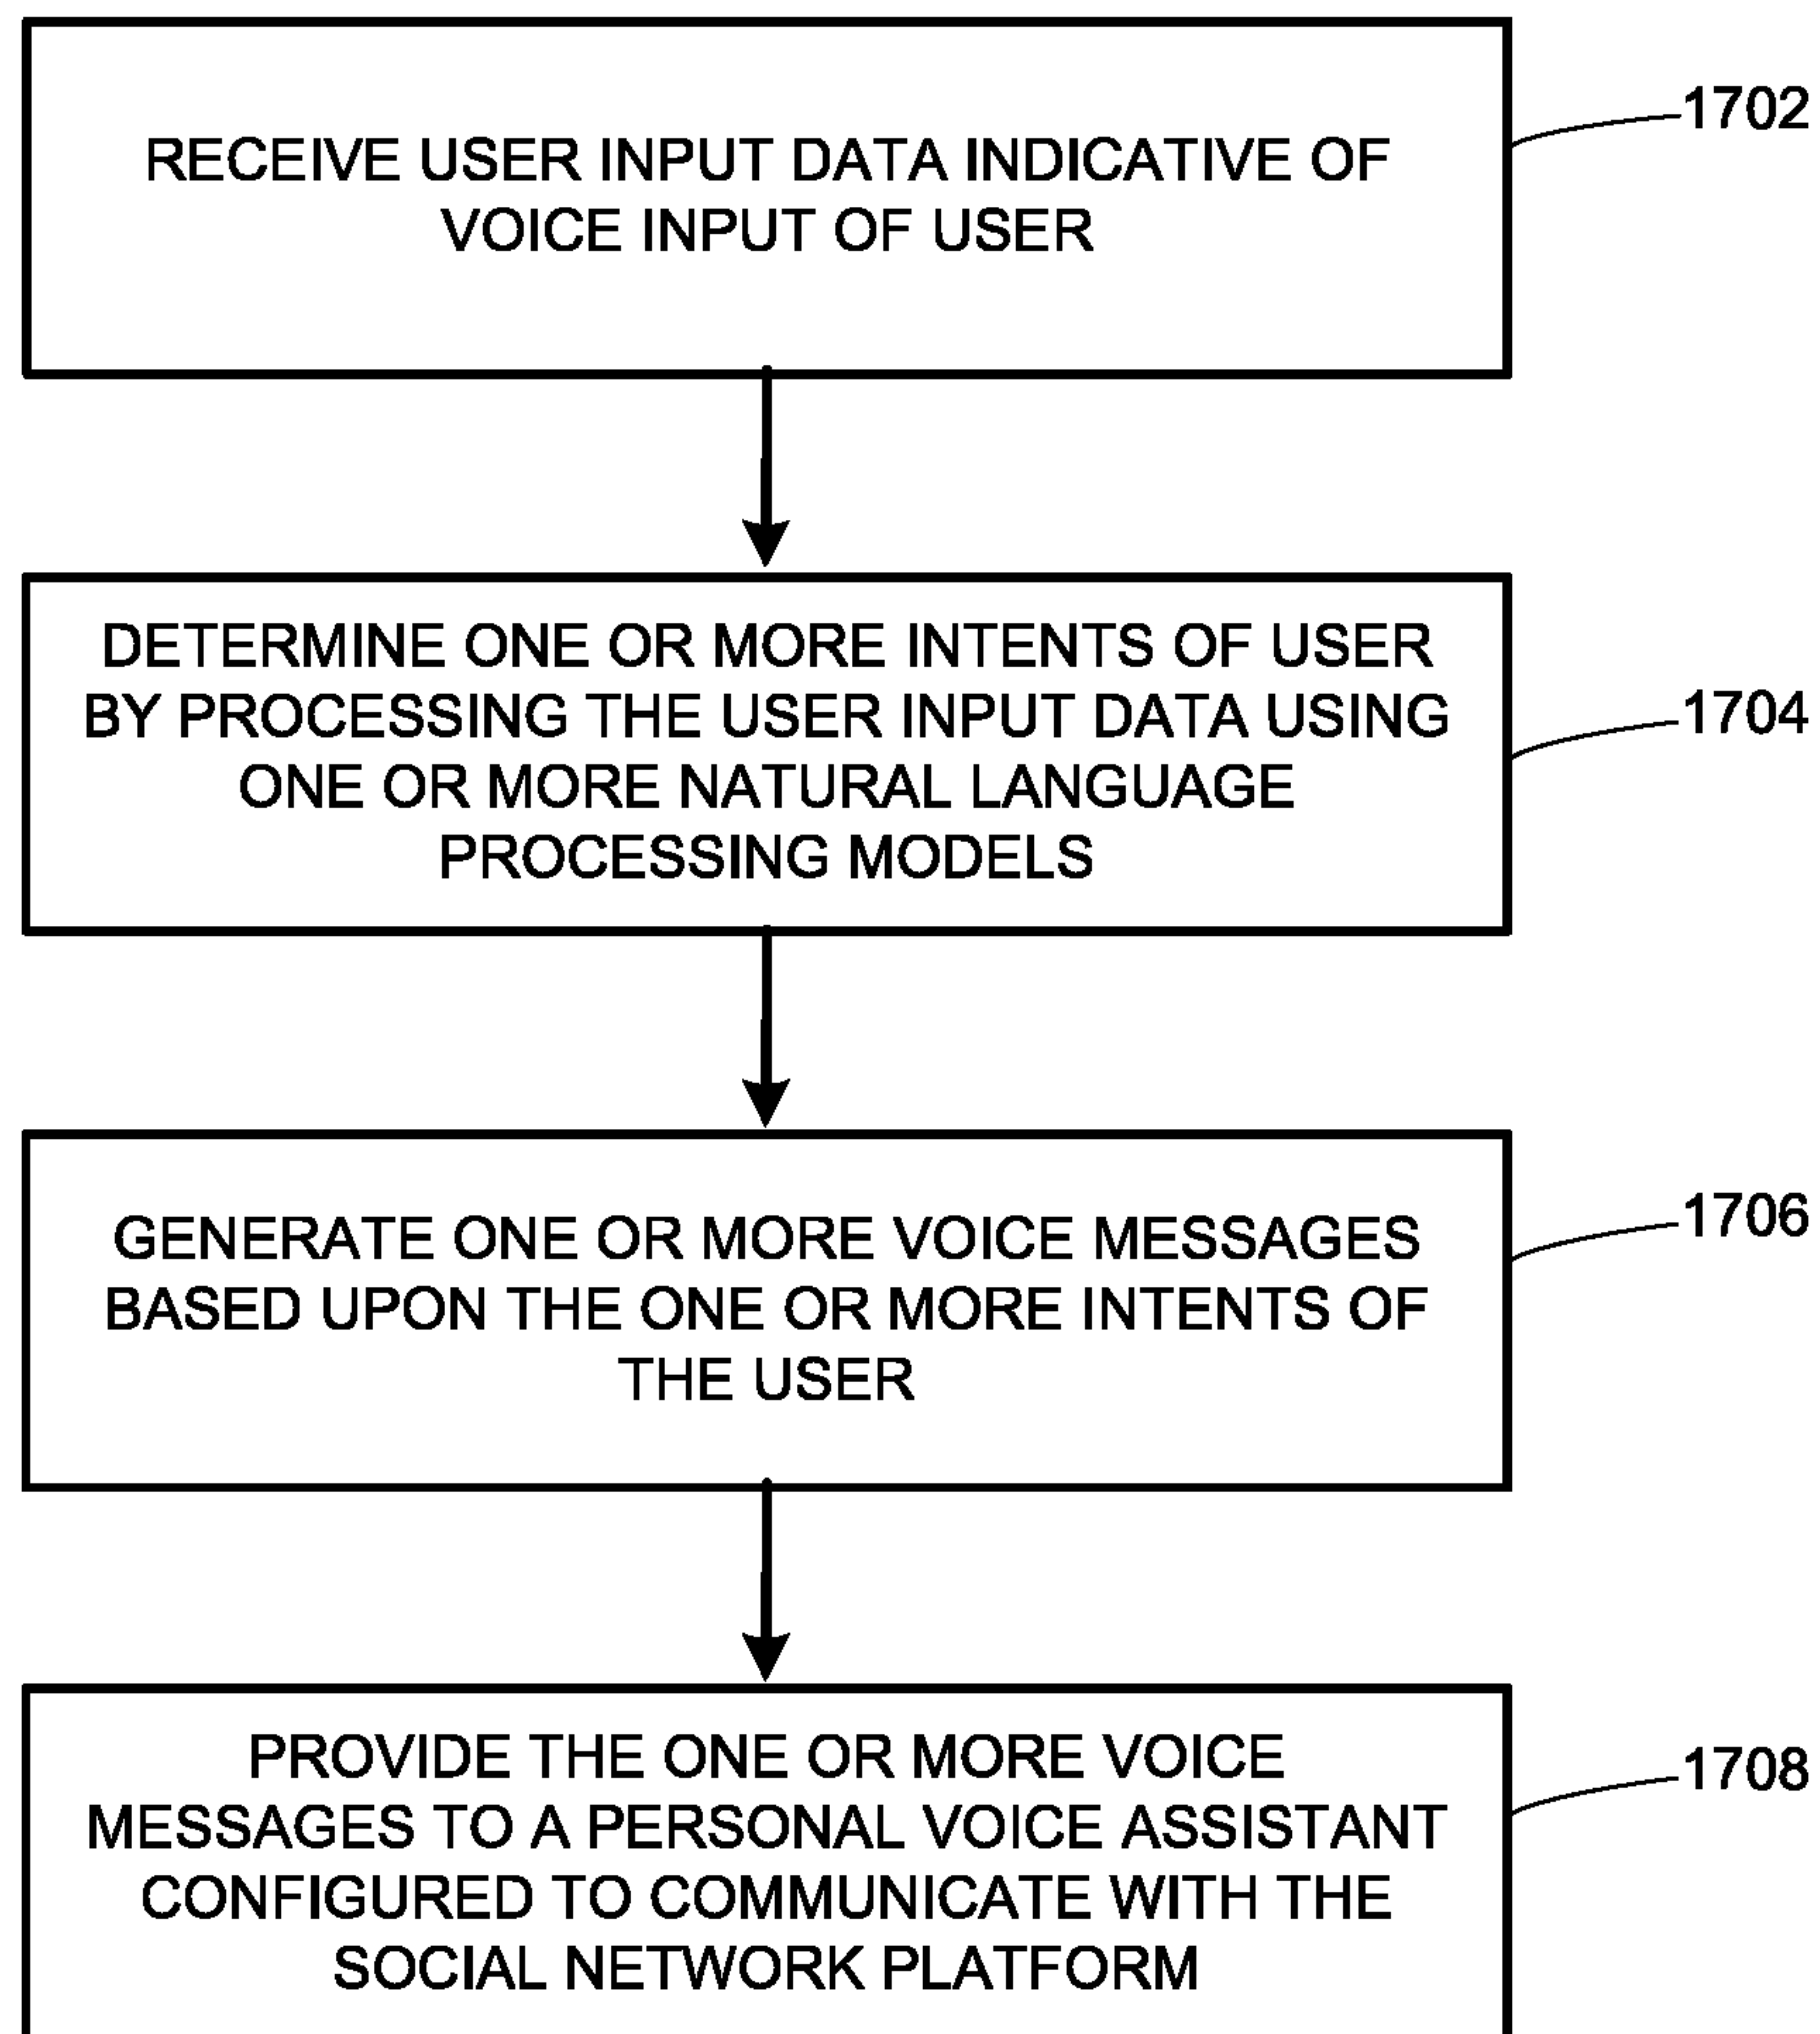 RECEIVE USER INPUT DATA INDICATIVE OF
VOICE INPUT OF USER
1702
DETERMINE ONE OR MORE INTENTS OF USER
BY PROCESSING THE USER INPUT DATA USING
ONE OR MORE NATURAL LANGUAGE
PROCESSING MODELS
1704
GENERATE ONE OR MORE VOICE MESSAGES
BASED UPON THE ONE OR MORE INTENTS OF
THE USER
1706
PROVIDE THE ONE OR MORE VOICE
MESSAGES TO A PERSONAL VOICE ASSISTANT
CONFIGURED TO COMMUNICATE WITH THE
SOCIAL NETWORK PLATFORM
1708